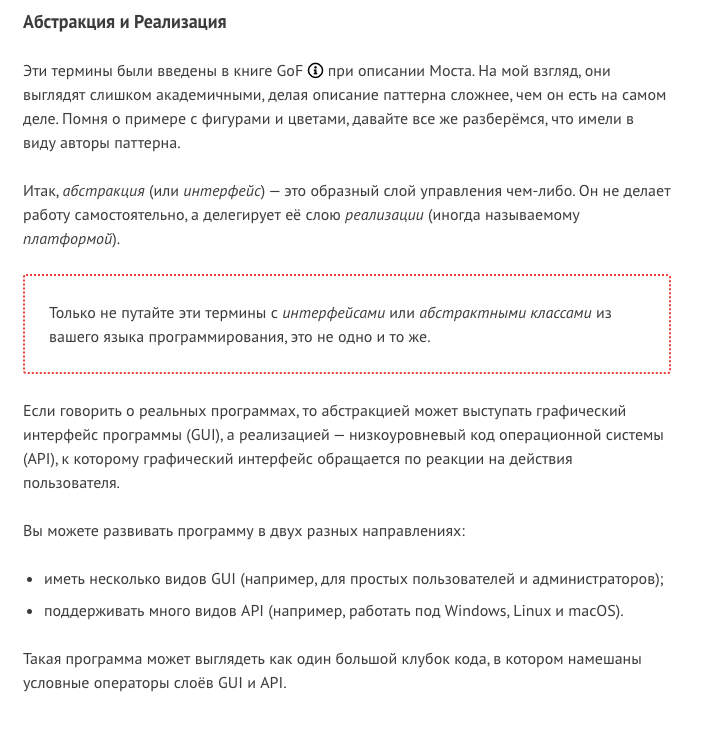 Абстракция и Реализация
Эти термины были введены в книге GoF при описании Моста. На мой взгляд, они
выглядят слишком академичными, делая описание паттерна сложнее, чем он есть на самом
деле. Помня о примере с фигурами и цветами, давайте все же разберёмся, что имели в
виду авторы паттерна.
Итак, абстракция (или интерфейс) — это образный слой управления чем-либо. Он не делает
работу самостоятельно, а делегирует её слою реализации (иногда называемому
платформой).
Только не путайте эти термины с интерфейсами или абстрактными классами из
вашего языка программирования, это не одно и то же.
Если говорить о реальных программах, то абстракцией может выступать графический
интерфейс программы (GUI), а реализацией — низкоуровневый код операционной системы
(API), к которому графический интерфейс обращается по реакции на действия
пользователя.
Вы можете развивать программу в двух разных направлениях:
• иметь несколько видов GUI (например, для простых пользователей и администраторов);
• поддерживать много видов API (например, работать под Windows, Linux и macOS).
Такая программа может выглядеть как один большой клубок кода, в котором намешаны
условные операторы слоёв GUI и API.